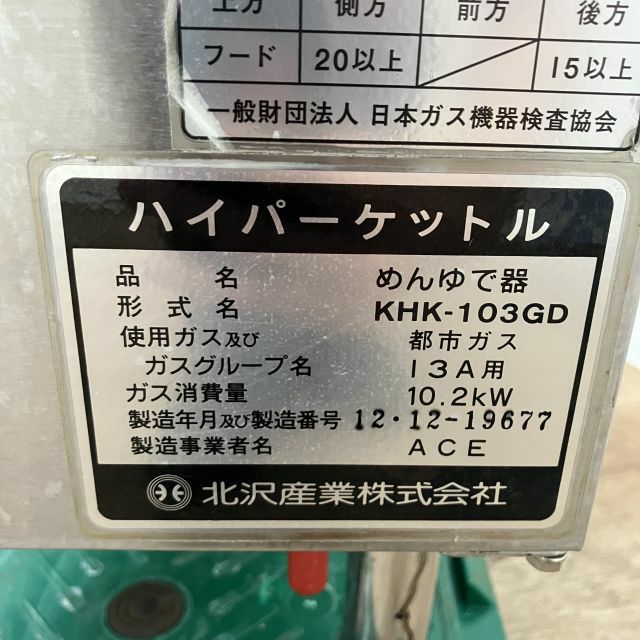 上方 側方 前方 後方
フード 20以上 15以上
一般財団法人 日本ガス機器検査協会
ハイパーケットル
品名 めんゆで器
形式名 KHK-103GD
使用ガス及び 都市ガス
ガスグループ名 13A用
ガス消費量 10.2kW
製造年月及び製造番号 12・12-19677
製造事業者名 ACE
北沢産業株式会社